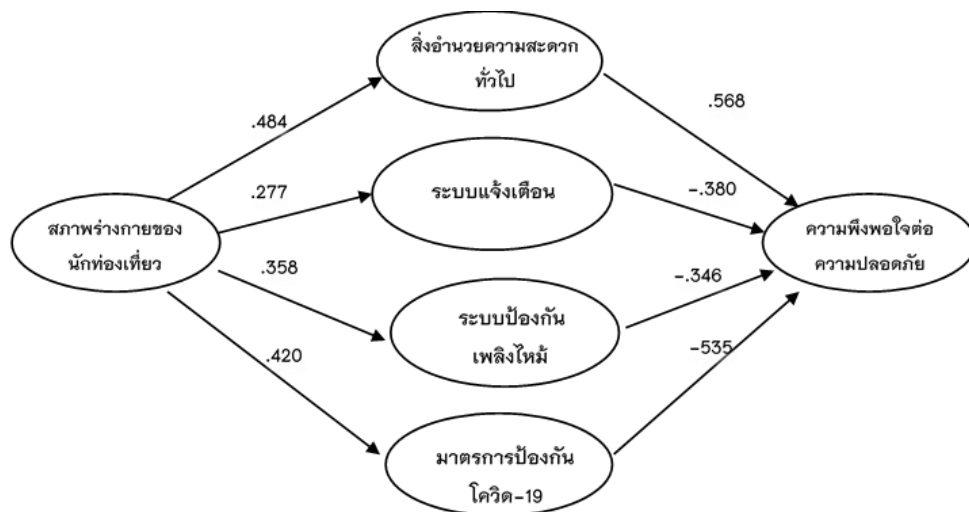 สิ่งอำนวยความสะดวก
ทั่วไป
.484
.568
.277
ระบบแจ้งเตือน
-.380
สภาพร่างกายของ
นักท่องเที่ยว
ความพึงพอใจต่อ
ความปลอดภัย
.358
ระบบป้องกัน
เพลิงไหม้
-.346
.420
-535
มาตรการป้องกัน
โควิด-19